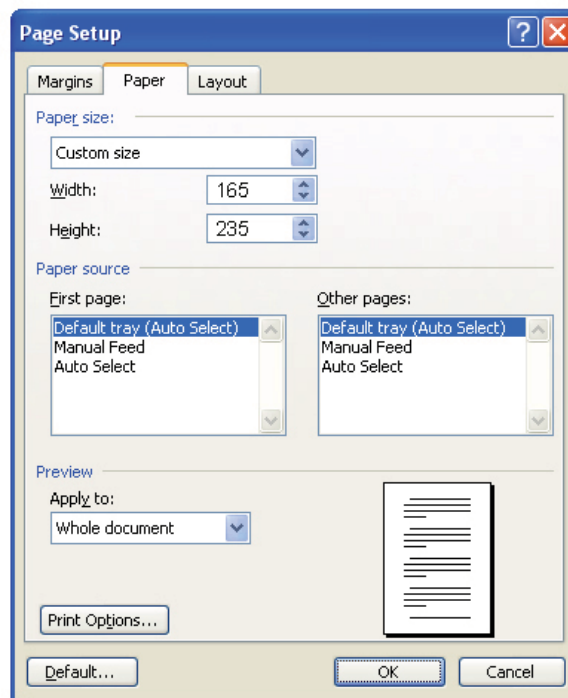 Page Setup
Margins Paper Layout
Paper size:
Custom size
Width: 165
Height: 235
Paper source
First page: Other pages:
Default tray (Auto Select) Default tray (Auto Select)
Manual Feed Manual Feed
Auto Select Auto Select
Preview
Apply to:
Whole document
Print Options...
Default... OK Cancel